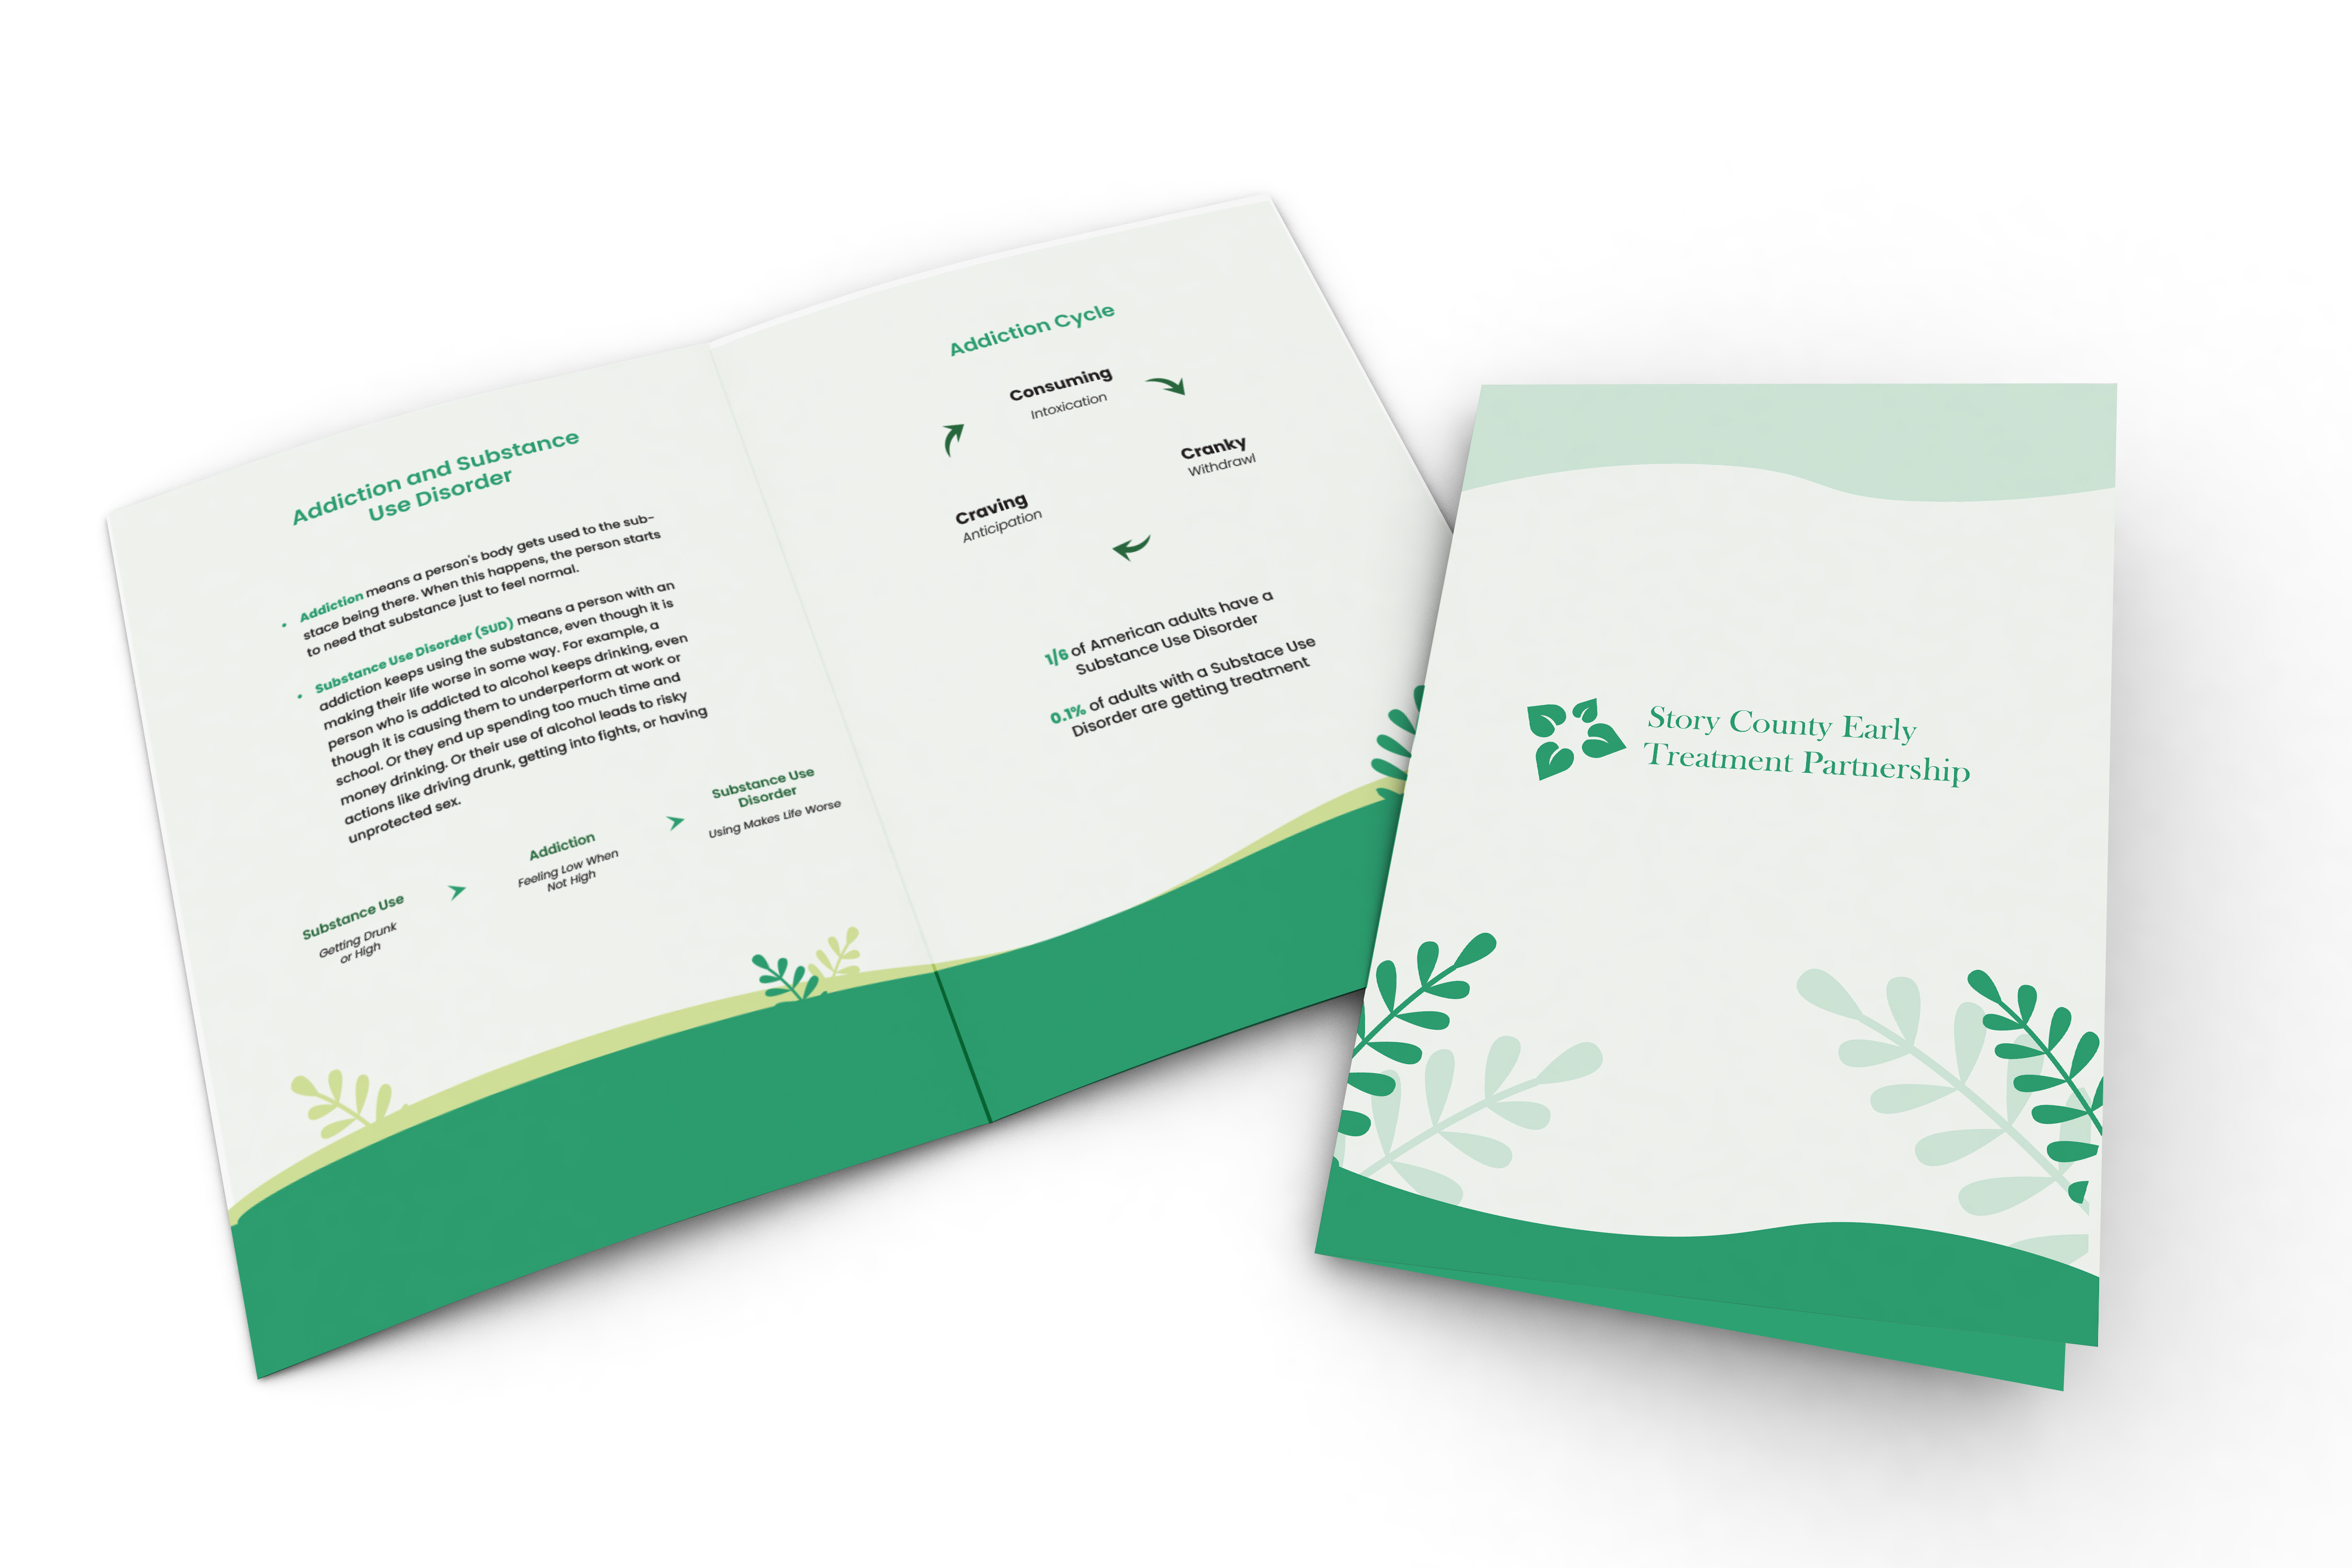 Addiction and Substance
Use Disorder
• Addiction means a person's body gets used to the sub-
stace being there. When this happens, the person starts
to need that substance just to feel normal.
• Substance Use Disorder (SUD) means a person with an
addiction keeps using the substance, even though it is
making their life worse in some way. For example, a
person who is addicted to alcohol keeps drinking, even
though it is causing them to underperform at work or
school. Or they end up spending too much time and
money drinking. Or their use of alcohol leads to risky
actions like driving drunk, getting into fights, or having
unprotected sex.
Substance Use
Getting Drunk
or High
Addiction
Feeling Low When
Not High
Substance Use
Disorder
Using Makes Life Worse
Addiction Cycle
Consuming
Intoxication
Cranky
Withdrawl
Craving
Anticipation
1/6 of American adults have a
Substance Use Disorder
0.1% of adults with a Substace Use
Disorder are getting treatment
Story County Early
Treatment Partnership